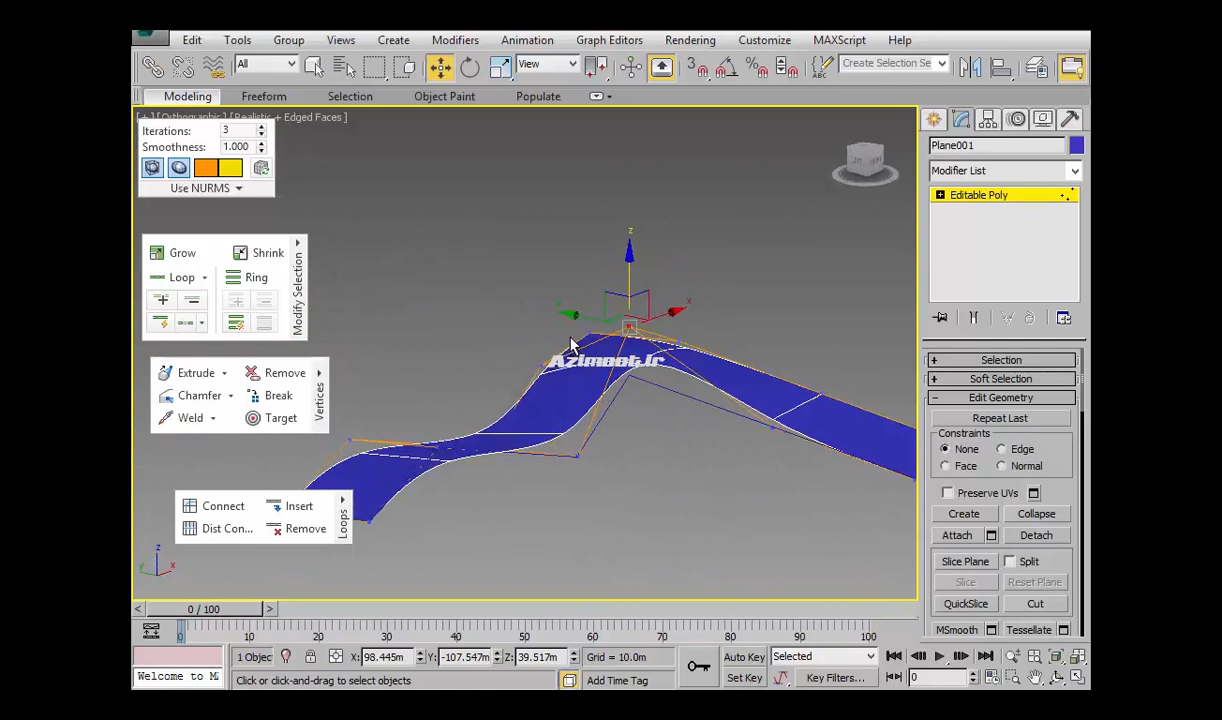 Edit Tools Group Views Create Modifiers Animation Graph Editors Rendering Customize MAXScript Help
All View 3 Create Selection Se
Modeling Freeform Selection Object Paint Populate
[ + ] [Orthographic ] [Realistic + Edged Faces ]
Iterations: 3
Smoothness: 1.000
Use NURMS
Grow Shrink
Loop Ring
Modify Selection
Extrude Remove
Chamfer Break
Weld Target
Vertices
Connect Insert
Dist Con... Remove
Loops
z
x
Azimoot.ir
z
x
y
Plane001
Modifier List
Editable Poly
Selection
Soft Selection
Edit Geometry
Repeat Last
Constraints
None Edge
Face Normal
Preserve UVs
Create Collapse
Attach Detach
Slice Plane Split
Slice Reset Plane
QuickSlice Cut
MSmooth Tessellate
0 / 100
0 10 20 30 40 50 60 70 80 90 100
1 Objec X: 98.445m Y: -107.547m Z: 39.517m Grid = 10.0m Auto Key Selected
Welcome to M Click or click-and-drag to select objects Add Time Tag Set Key Key Filters... 0